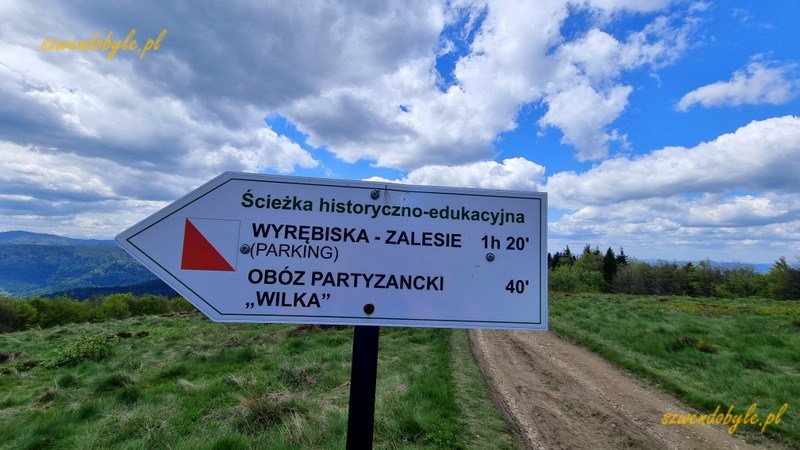 szwendobyle.pl
Ścieżka historyczno-edukacyjna
WYRĘBISKA - ZALESIE 1h 20'
(PARKING)
OBÓZ PARTYZANCKI 40'
„WILKA”
szwendobyle.pl